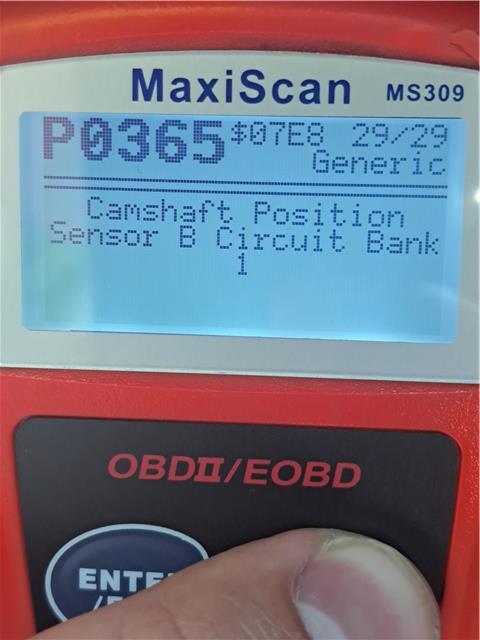 MaxiScan MS309
P0365 $07E8 29/29
Generic
Camshaft Position
Sensor B Circuit Bank
1
OBDII/EOBD